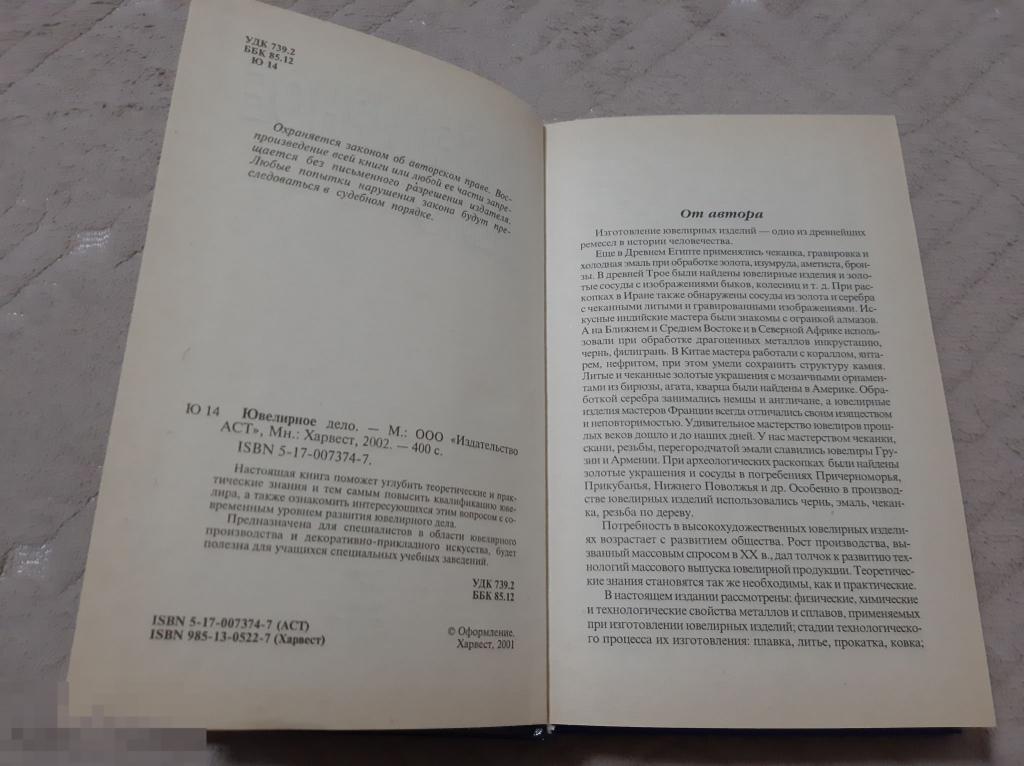 УДК 739.2
ББК 85.12
Ю 14
Охраняется законом об авторском праве. Вос-
произведение всей книги или любой ее части запре-
щается без письменного разрешения издателя.
Любые попытки нарушения закона будут пре-
следоваться в судебном порядке.
Ю 14 Ювелирное дело. — М.: ООО «Издательство
АСТ», Мн.: Харвест, 2002. — 400 с.
ISBN 5-17-007374-7.
Настоящая книга поможет углубить теоретические и прак-
тические знания и тем самым повысить квалификацию юве-
лира, а также ознакомить интересующихся этим вопросом с со-
временным уровнем развития ювелирного дела.
Предназначена для специалистов в области ювелирного
производства и декоративно-прикладного искусства, будет
полезна для учащихся специальных учебных заведений.
УДК 739.2
ББК 85.12
ISBN 5-17-007374-7 (АСТ)
ISBN 985-13-0522-7 (Харвест)
© Оформление.
Харвест, 2001
От автора
Изготовление ювелирных изделий — одно из древнейших
ремесел в истории человечества.
Еще в Древнем Египте применялись чеканка, гравировка и
холодная эмаль при обработке золота, изумруда, аметиста, брон-
зы. В древней Трое были найдены ювелирные изделия и золо-
тые сосуды с изображениями быков, колесниц и т. д. При рас-
копках в Иране также обнаружены сосуды из золота и серебра
с чеканными литыми и гравированными изображениями. Ис-
кусные индийские мастера были знакомы с огранкой алмазов.
А на Ближнем и Среднем Востоке и в Северной Африке исполь-
зовали при обработке драгоценных металлов инкрустацию,
чернь, филигрань. В Китае мастера работали с кораллом, янта-
рем, нефритом, при этом умели сохранить структуру камня.
Литые и чеканные золотые украшения с мозаичными орнамен-
тами из бирюзы, агата, кварца были найдены в Америке. Обра-
боткой серебра занимались немцы и англичане, а ювелирные
изделия мастеров Франции всегда отличались своим изяществом
и неповторимостью. Удивительное мастерство ювелиров прош-
лых веков дошло и до наших дней. У нас мастерством чеканки,
скани, резьбы, перегородчатой эмали славились ювелиры Гру-
зии и Армении. При археологических раскопках были найдены
золотые украшения и сосуды в погребениях Причерноморья,
Прикубанья, Нижнего Поволжья и др. Особенно в производ-
стве ювелирных изделий использовались чернь, эмаль, чекан-
ка, резьба по дереву.
Потребность в высокохудожественных ювелирных издели-
ях возрастает с развитием общества. Рост производства, вы-
званный массовым спросом в XX в., дал толчок к развитию тех-
нологий массового выпуска ювелирной продукции. Теоретичес-
кие знания становятся так же необходимы, как и практические.
В настоящем издании рассмотрены: физические, химические
и технологические свойства металлов и сплавов, применяемых
при изготовлении ювелирных изделий; стадии технологическо-
го процесса их изготовления: плавка, литье, прокатка, ковка;